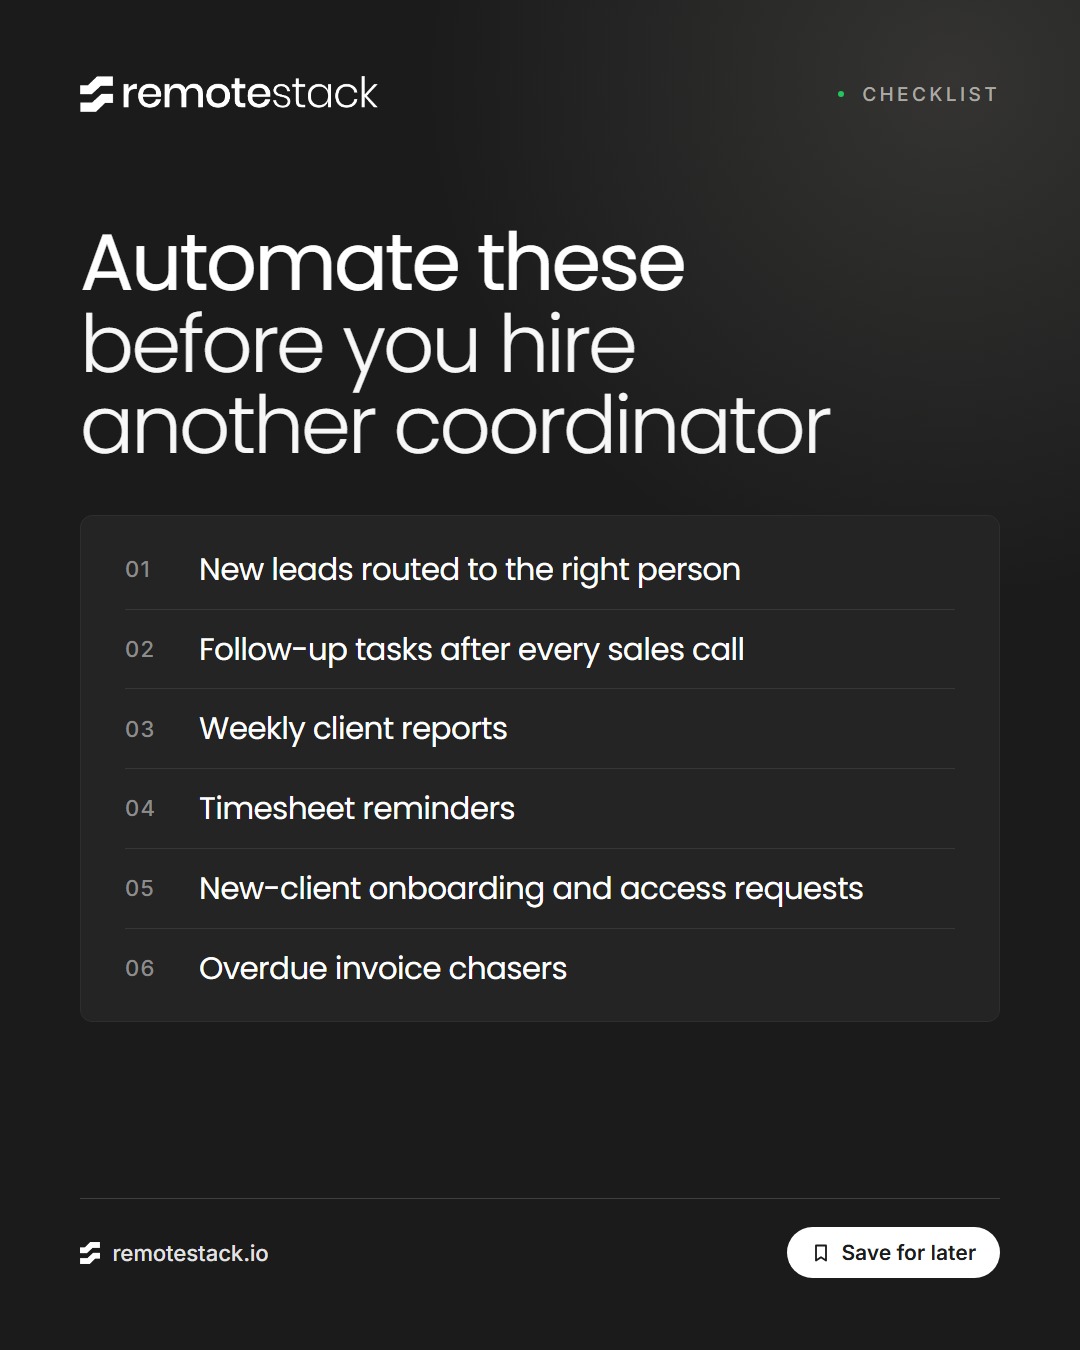 remotestack
CHECKLIST
Automate these
before you hire
another coordinator
01 New leads routed to the right person
02 Follow-up tasks after every sales call
03 Weekly client reports
04 Timesheet reminders
05 New-client onboarding and access requests
06 Overdue invoice chasers
remotestack.io
Save for later